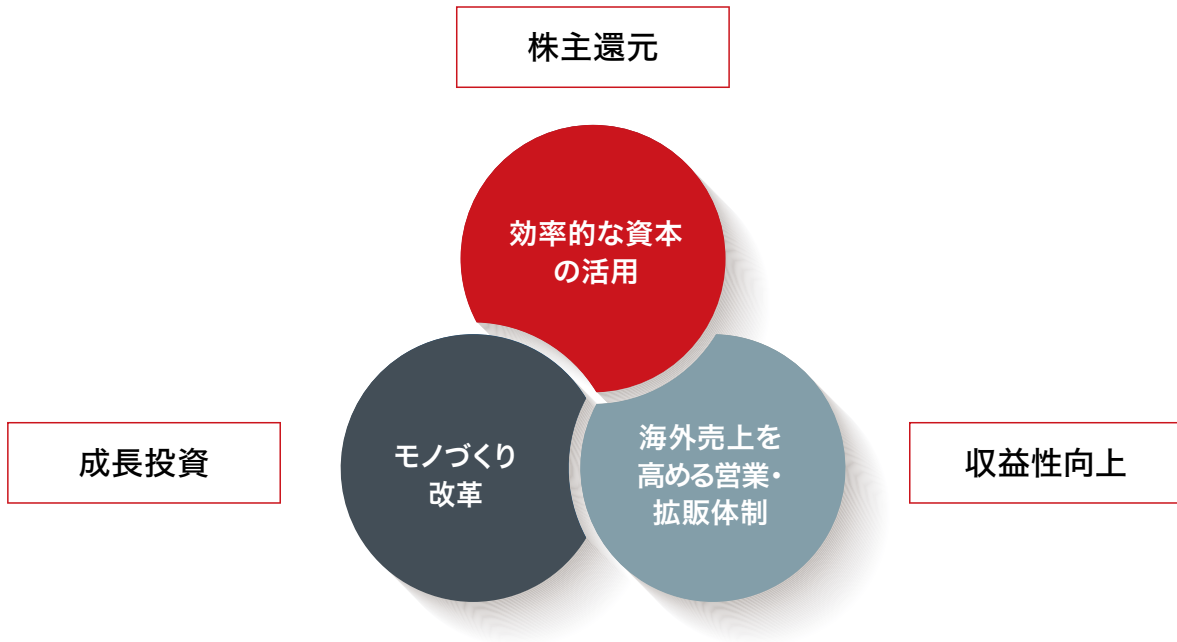 株主還元
効率的な資本
の活用
成長投資
モノづくり
改革
海外売上を
高める営業・
拡販体制
収益性向上